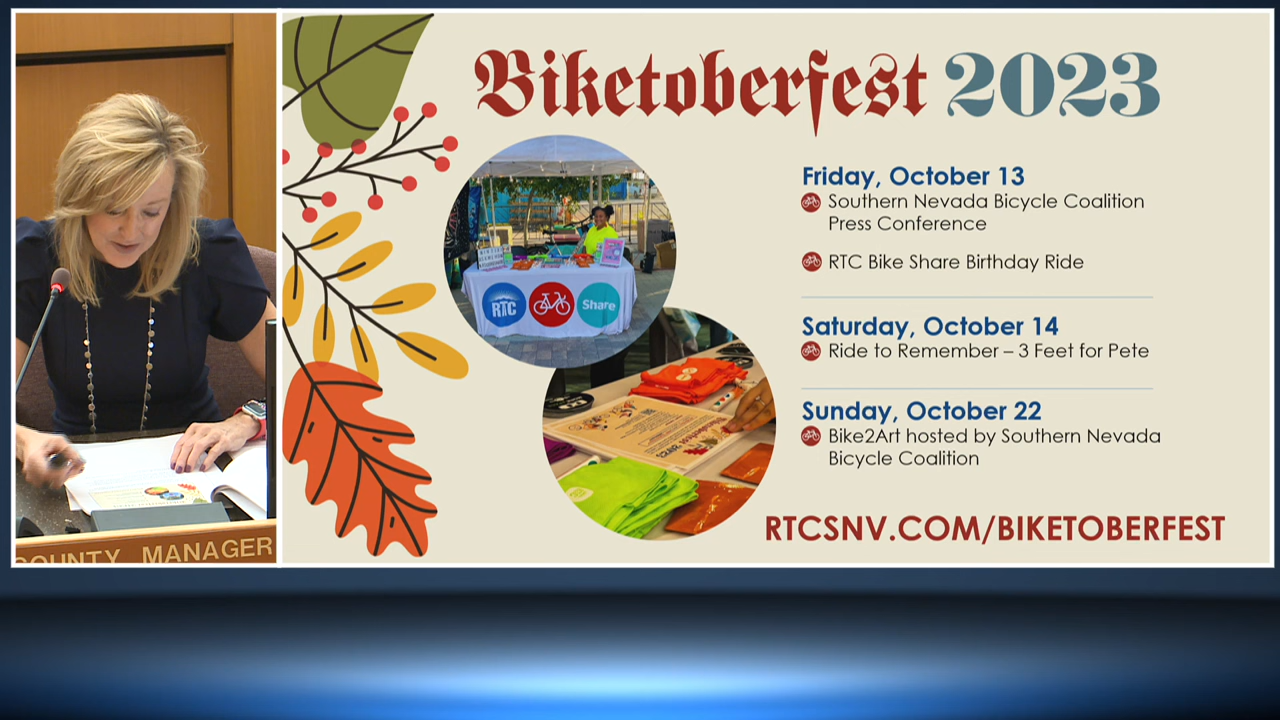 Biketoberfest 2023
Friday, October 13
Southern Nevada Bicycle Coalition
Press Conference
RTC Bike Share Birthday Ride
Saturday, October 14
Ride to Remember – 3 Feet for Pete
Sunday, October 22
Bike2Art hosted by Southern Nevada
Bicycle Coalition
RTCSNV.COM/BIKETOBERFEST
RTC
Share
COUNTY MANAGER